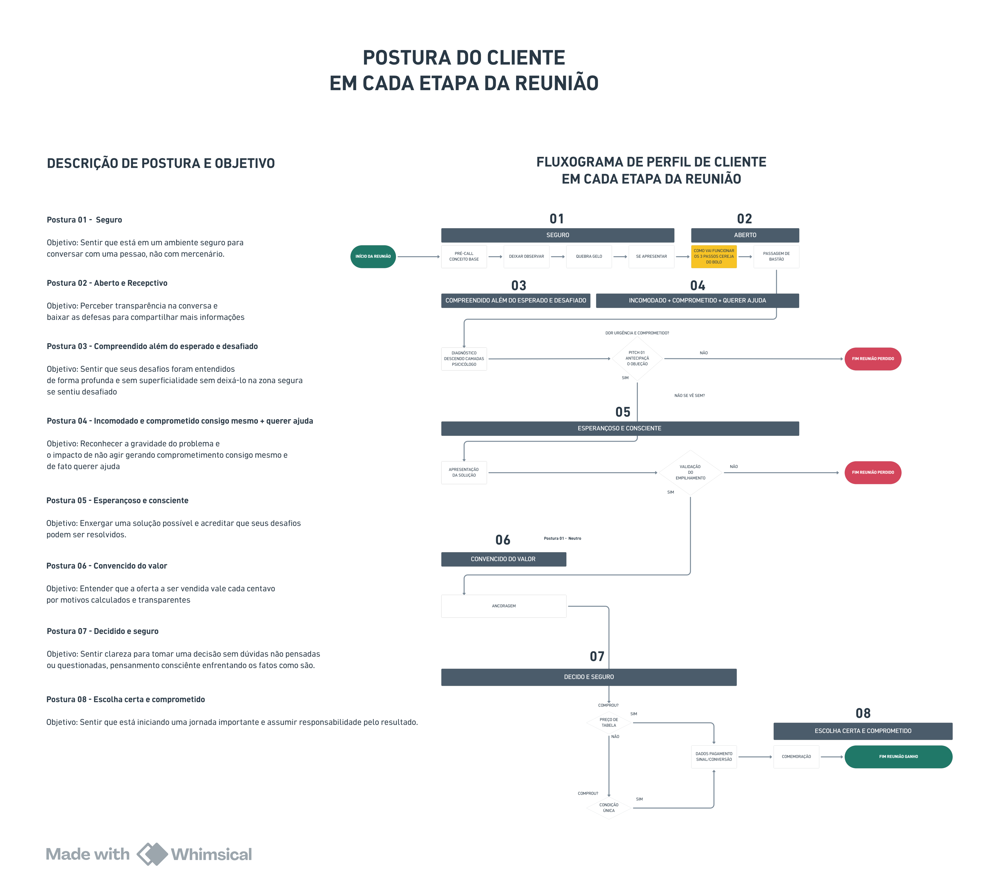 POSTURA DO CLIENTE
EM CADA ETAPA DA REUNIÃO
DESCRIÇÃO DE POSTURA E OBJETIVO
Postura 01 - Seguro
Objetivo: Sentir que está em um ambiente seguro para
conversar com uma pessao, não com mercenário.
Postura 02 - Aberto e Recepctivo
Objetivo: Perceber transparência na conversa e
baixar as defesas para compartilhar mais informações
Postura 03 - Compreendido além do esperado e desafiado
Objetivo: Sentir que seus desafios foram entendidos
de forma profunda e sem superficialidade sem deixá-lo na zona segura
se sentiu desafiado
Postura 04 - Incomodado e comprometido consigo mesmo + querer ajuda
Objetivo: Reconhecer a gravidade do problema e
o impacto de não agir gerando comprometimento consigo mesmo e
de fato querer ajuda
Postura 05 - Esperançoso e consciente
Objetivo: Enxergar uma solução possível e acreditar que seus desafios
podem ser resolvidos.
Postura 06 - Convencido do valor
Objetivo: Entender que a oferta a ser vendida vale cada centavo
por motivos calculados e transparentes
Postura 07 - Decidido e seguro
Objetivo: Sentir clareza para tomar uma decisão sem dúvidas não pensadas
ou questionadas, pensanmento consciênte enfrentando os fatos como são.
Postura 08 - Escolha certa e comprometido
Objetivo: Sentir que está iniciando uma jornada importante e assumir responsabilidade pelo resultado.
FLUXOGRAMA DE PERFIL DE CLIENTE
EM CADA ETAPA DA REUNIÃO
01
02
SEGURO
ABERTO
INÍCIO DA REUNIÃO
PRÉ-CALL
CONCEITO BASE
DEIXAR OBSERVAR
QUEBRA GELO
SE APRESENTAR
COMO VAI FUNCIONAR
OS 3 PASSOS CEREJA
DO BOLO
PASSAGEM DE
BASTÃO
03
04
COMPREENDIDO ALÉM DO ESPERADO E DESAFIADO
INCOMODADO + COMPROMETIDO + QUERER AJUDA
DOR URGÊNCIA E COMPROMETIDO?
DIAGNÓSTICO
DESCENDO CAMADAS
PSICICÓLOGO
PITCH 01
ANTECIPAÇÃ
O OBJEÇÃO
NÃO
FIM REUNIÃO PERDIDO
SIM
NÃO SE VÊ SEM?
05
ESPERANÇOSO E CONSCIENTE
APRESENTAÇÃO
DA SOLUÇÃO
VALIDAÇÃO
DO
EMPILHAMENTO
NÃO
FIM REUNIÃO PERDIDO
SIM
06
Postura 01 - Neutro
CONVENCIDO DO VALOR
ANCORAGEM
07
DECIDO E SEGURO
COMPROU?
PREÇO DE
TABELA
SIM
NÃO
08
ESCOLHA CERTA E COMPROMETIDO
DADOS PAGAMENTO
SINAL/CONVERSÃO
COMEMORAÇÃO
FIM REUNIÃO GANHO
COMPROU?
CONDIÇÃO
ÚNICA
SIM
Made with Whimsical